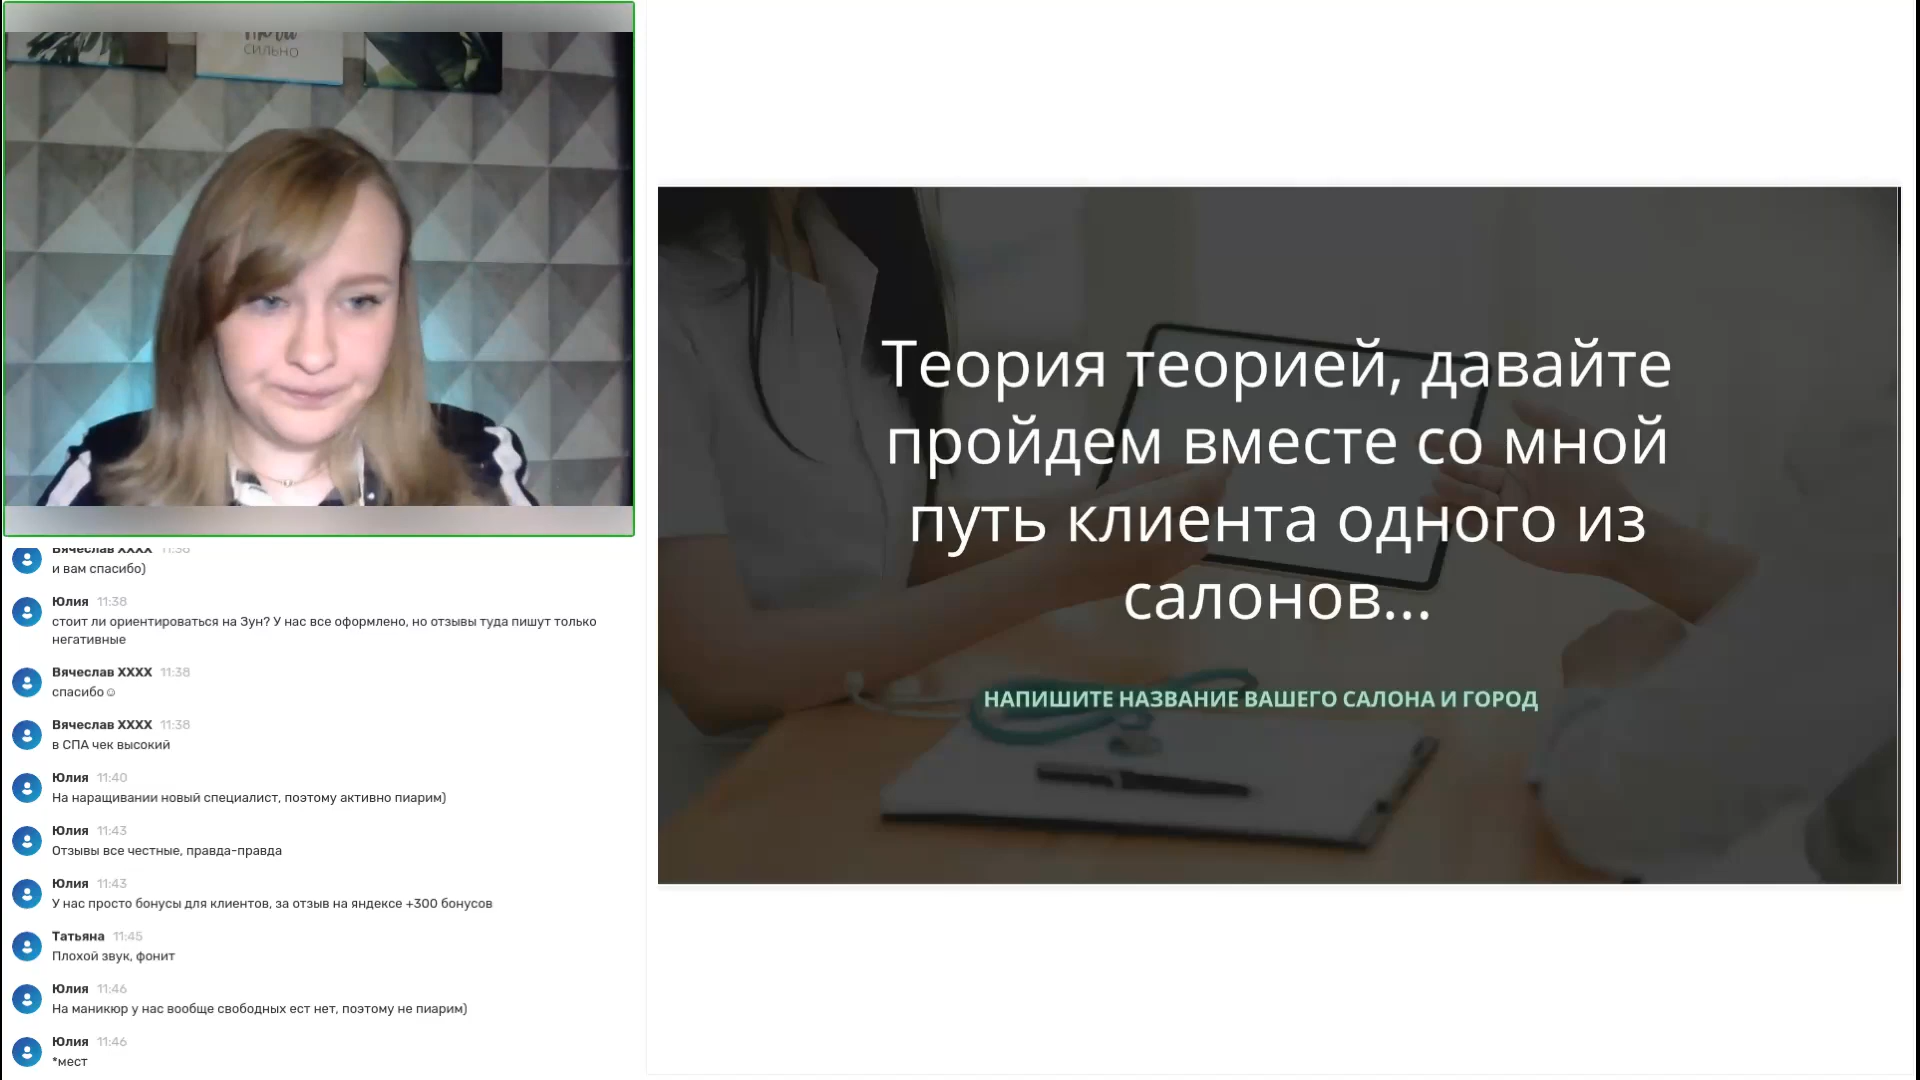 СИЛЬНО
Вячеслав XXXX 11:36
и вам спасибо)
Юлия 11:38
стоит ли ориентироваться на Зун? У нас все оформлено, но отзывы туда пишут только
негативные
Вячеслав XXXX 11:38
спасибо☺
Вячеслав XXXX 11:38
в СПА чек высокий
Юлия 11:40
На наращивании новый специалист, поэтому активно пиарим)
Юлия 11:43
Отзывы все честные, правда-правда
Юлия 11:43
У нас просто бонусы для клиентов, за отзыв на яндексе +300 бонусов
Татьяна 11:45
Плохой звук, фонит
Юлия 11:46
На маникюр у нас вообще свободных ест нет, поэтому не пиарим)
Юлия 11:46
*мест
Теория теорией, давайте
пройдем вместе со мной
путь клиента одного из
салонов...
НАПИШИТЕ НАЗВАНИЕ ВАШЕГО САЛОНА И ГОРОД